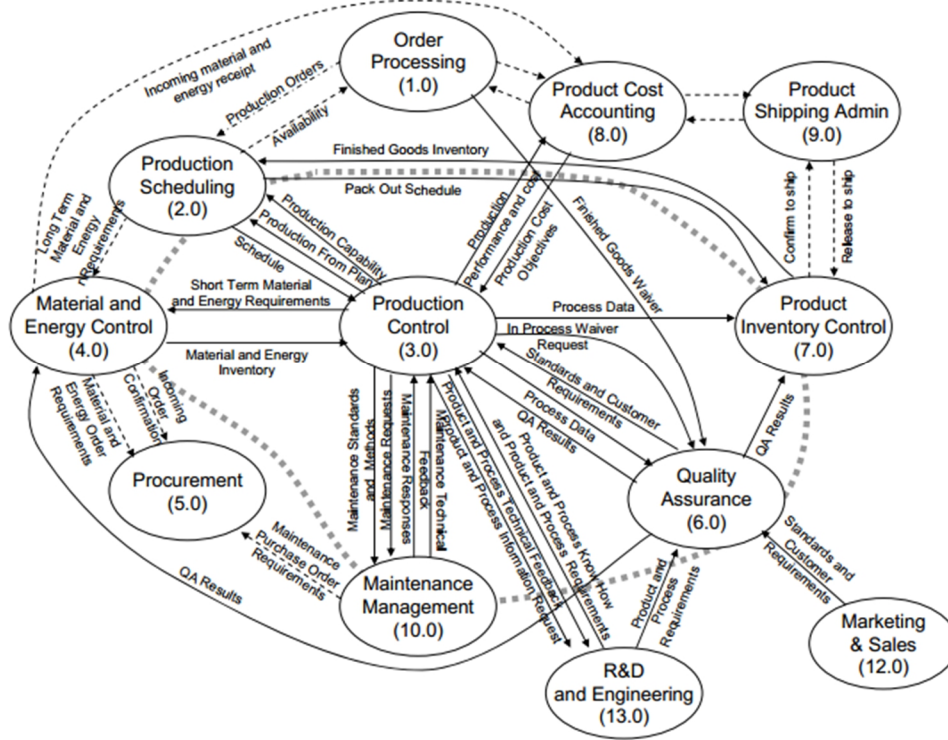 Order
Processing
(1.0)
Incoming material and
energy receipt
Production Orders
Availability
Product Cost
Accounting
(8.0)
Product
Shipping Admin
(9.0)
Production
Scheduling
(2.0)
Finished Goods Inventory
Pack Out Schedule
Long Term
Material and
Energy
Requirements
Schedule
Production Capability
Production From Plan
Production
Performance and cost
Production Cost
Objectives
Finished Goods Waiver
Confirm to ship
Release to ship
Material and
Energy Control
(4.0)
Short Term Material
and Energy Requirements
Material and Energy
Inventory
Production
Control
(3.0)
Process Data
In Process Waiver
Request
Product
Inventory Control
(7.0)
Standards and Customer
Requirements
Process Data
QA Results
QA Results
Material and
Energy Order
Requirements
Incoming
Order
Confirmation
Procurement
(5.0)
Maintenance Standards
and Methods
Maintenance Requests
Maintenance Responses
Maintenance Technical
Feedback
Product and Process Technical Feedback
Product and Process Information Request
Product and Process Know How
and Product and Process Requirements
Quality
Assurance
(6.0)
Maintenance
Purchase Order
Requirements
QA Results
Maintenance
Management
(10.0)
Product and
Process
Requirements
Standards and
Customer
Requirements
Marketing
& Sales
(12.0)
R&D
and Engineering
(13.0)